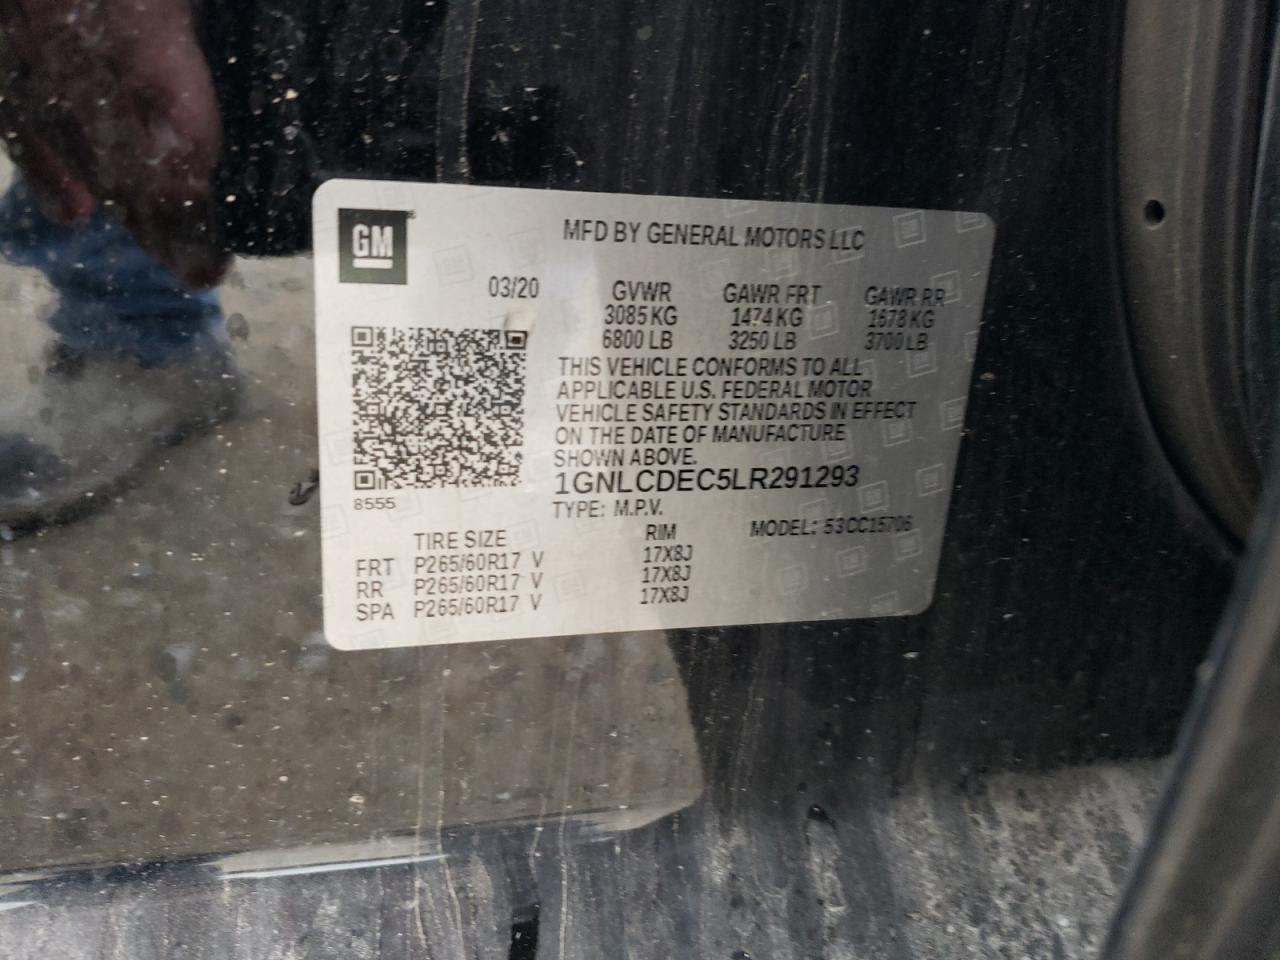 GM
MFD BY GENERAL MOTORS LLC
03/20 GVWR GAWR FRT GAWR RR
3085 KG 1474 KG 1678 KG
6800 LB 3250 LB 3700 LB
THIS VEHICLE CONFORMS TO ALL
APPLICABLE U.S. FEDERAL MOTOR
VEHICLE SAFETY STANDARDS IN EFFECT
ON THE DATE OF MANUFACTURE
SHOWN ABOVE.
1GNLCDEC5LR291293
8555
TYPE: M.P.V. MODEL: 53CC15706
TIRE SIZE RIM
FRT P265/60R17 V 17X8J
RR P265/60R17 V 17X8J
SPA P265/60R17 V 17X8J